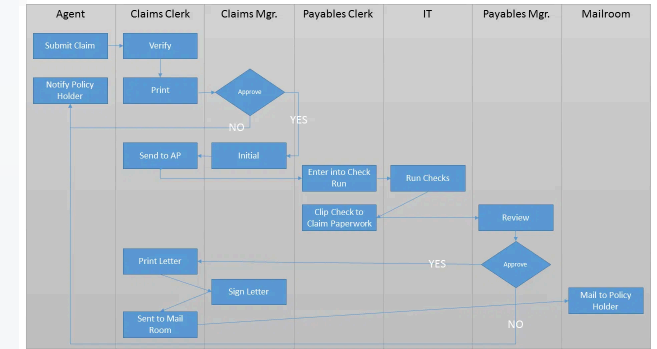 Agent
Claims Clerk
Claims Mgr.
Payables Clerk
IT
Payables Mgr.
Mailroom
Submit Claim
Verify
Notify Policy
Holder
Print
Approve
YES
NO
Send to AP
Initial
Enter into Check
Run
Run Checks
Clip Check to
Claim Paperwork
Review
Print Letter
YES
Approve
Sign Letter
Mail to Policy
Holder
Sent to Mail
Room
NO